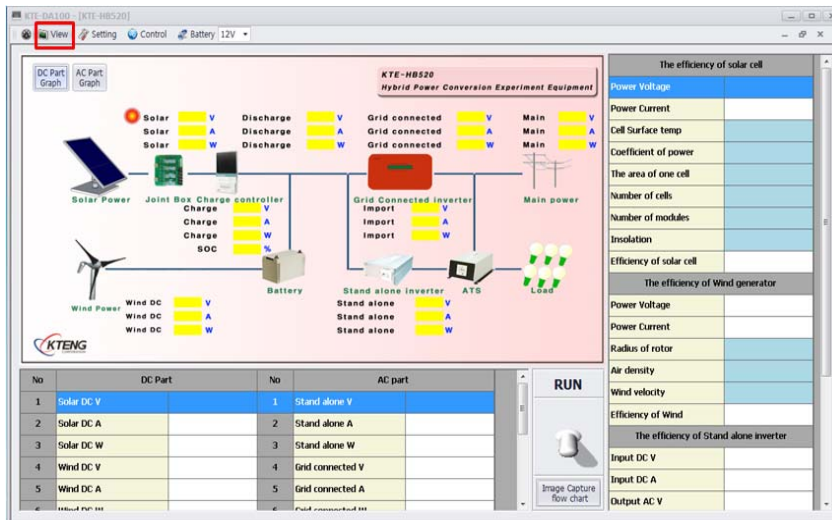 KTE-DA100 - [KTE-HB520]
View Setting Control Battery 12V
DC Part Graph
AC Part Graph
KTE-HB520
Hybrid Power Conversion Experiment Equipment
Solar V Discharge V Grid connected V Main V
Solar A Discharge A Grid connected A Main A
Solar W Discharge W Grid connected W Main W
Solar Power Joint Box Charge controller Grid Connected inverter Main power
Charge V Import V
Charge A Import A
Charge W Import W
SOC %
Wind Power Battery Stand alone inverter ATS Load
Wind DC V Stand alone V
Wind DC A Stand alone A
Wind DC W Stand alone W
KTENG
No DC Part No AC part
1 Solar DC V 1 Stand alone V
2 Solar DC A 2 Stand alone A
3 Solar DC W 3 Stand alone W
4 Wind DC V 4 Grid connected V
5 Wind DC A 5 Grid connected A
6 Wind DC W 6 Grid connected W
RUN
Image Capture
flow chart
The efficiency of solar cell
Power Voltage
Power Current
Cell Surface temp
Coefficient of power
The area of one cell
Number of cells
Number of modules
Insolation
Efficiency of solar cell
The efficiency of Wind generator
Power Voltage
Power Current
Radius of rotor
Air density
Wind velocity
Efficiency of Wind
The efficiency of Stand alone inverter
Input DC V
Input DC A
Output AC V